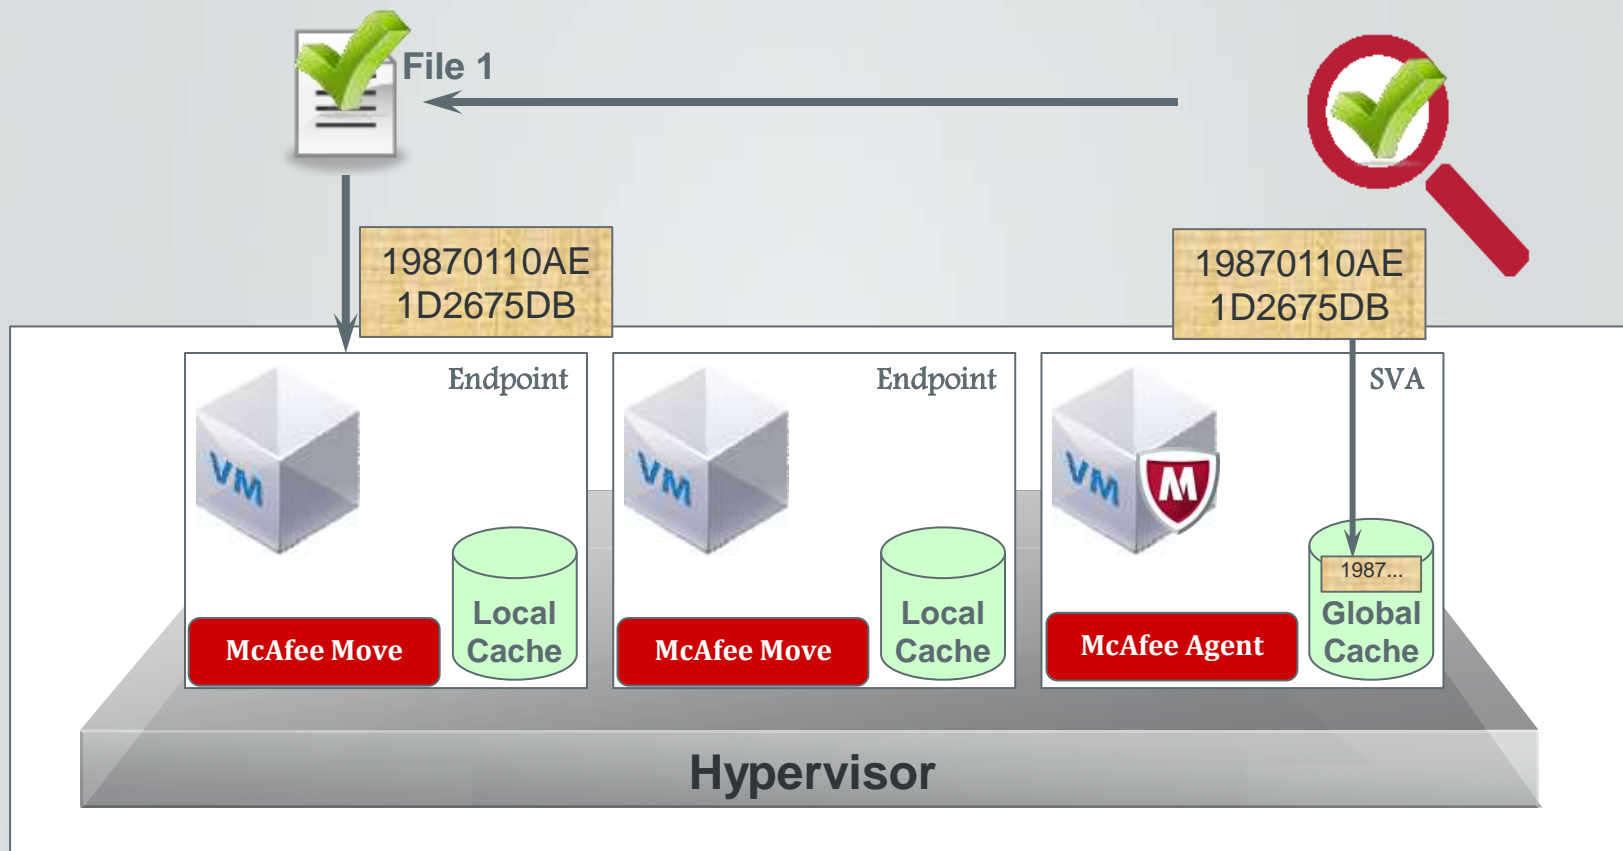 File 1
19870110AE
1D2675DB
19870110AE
1D2675DB
Endpoint
VM
Local
Cache
McAfee Move
Endpoint
VM
Local
Cache
McAfee Move
SVA
VM
M
1987...
Global
Cache
McAfee Agent
Hypervisor